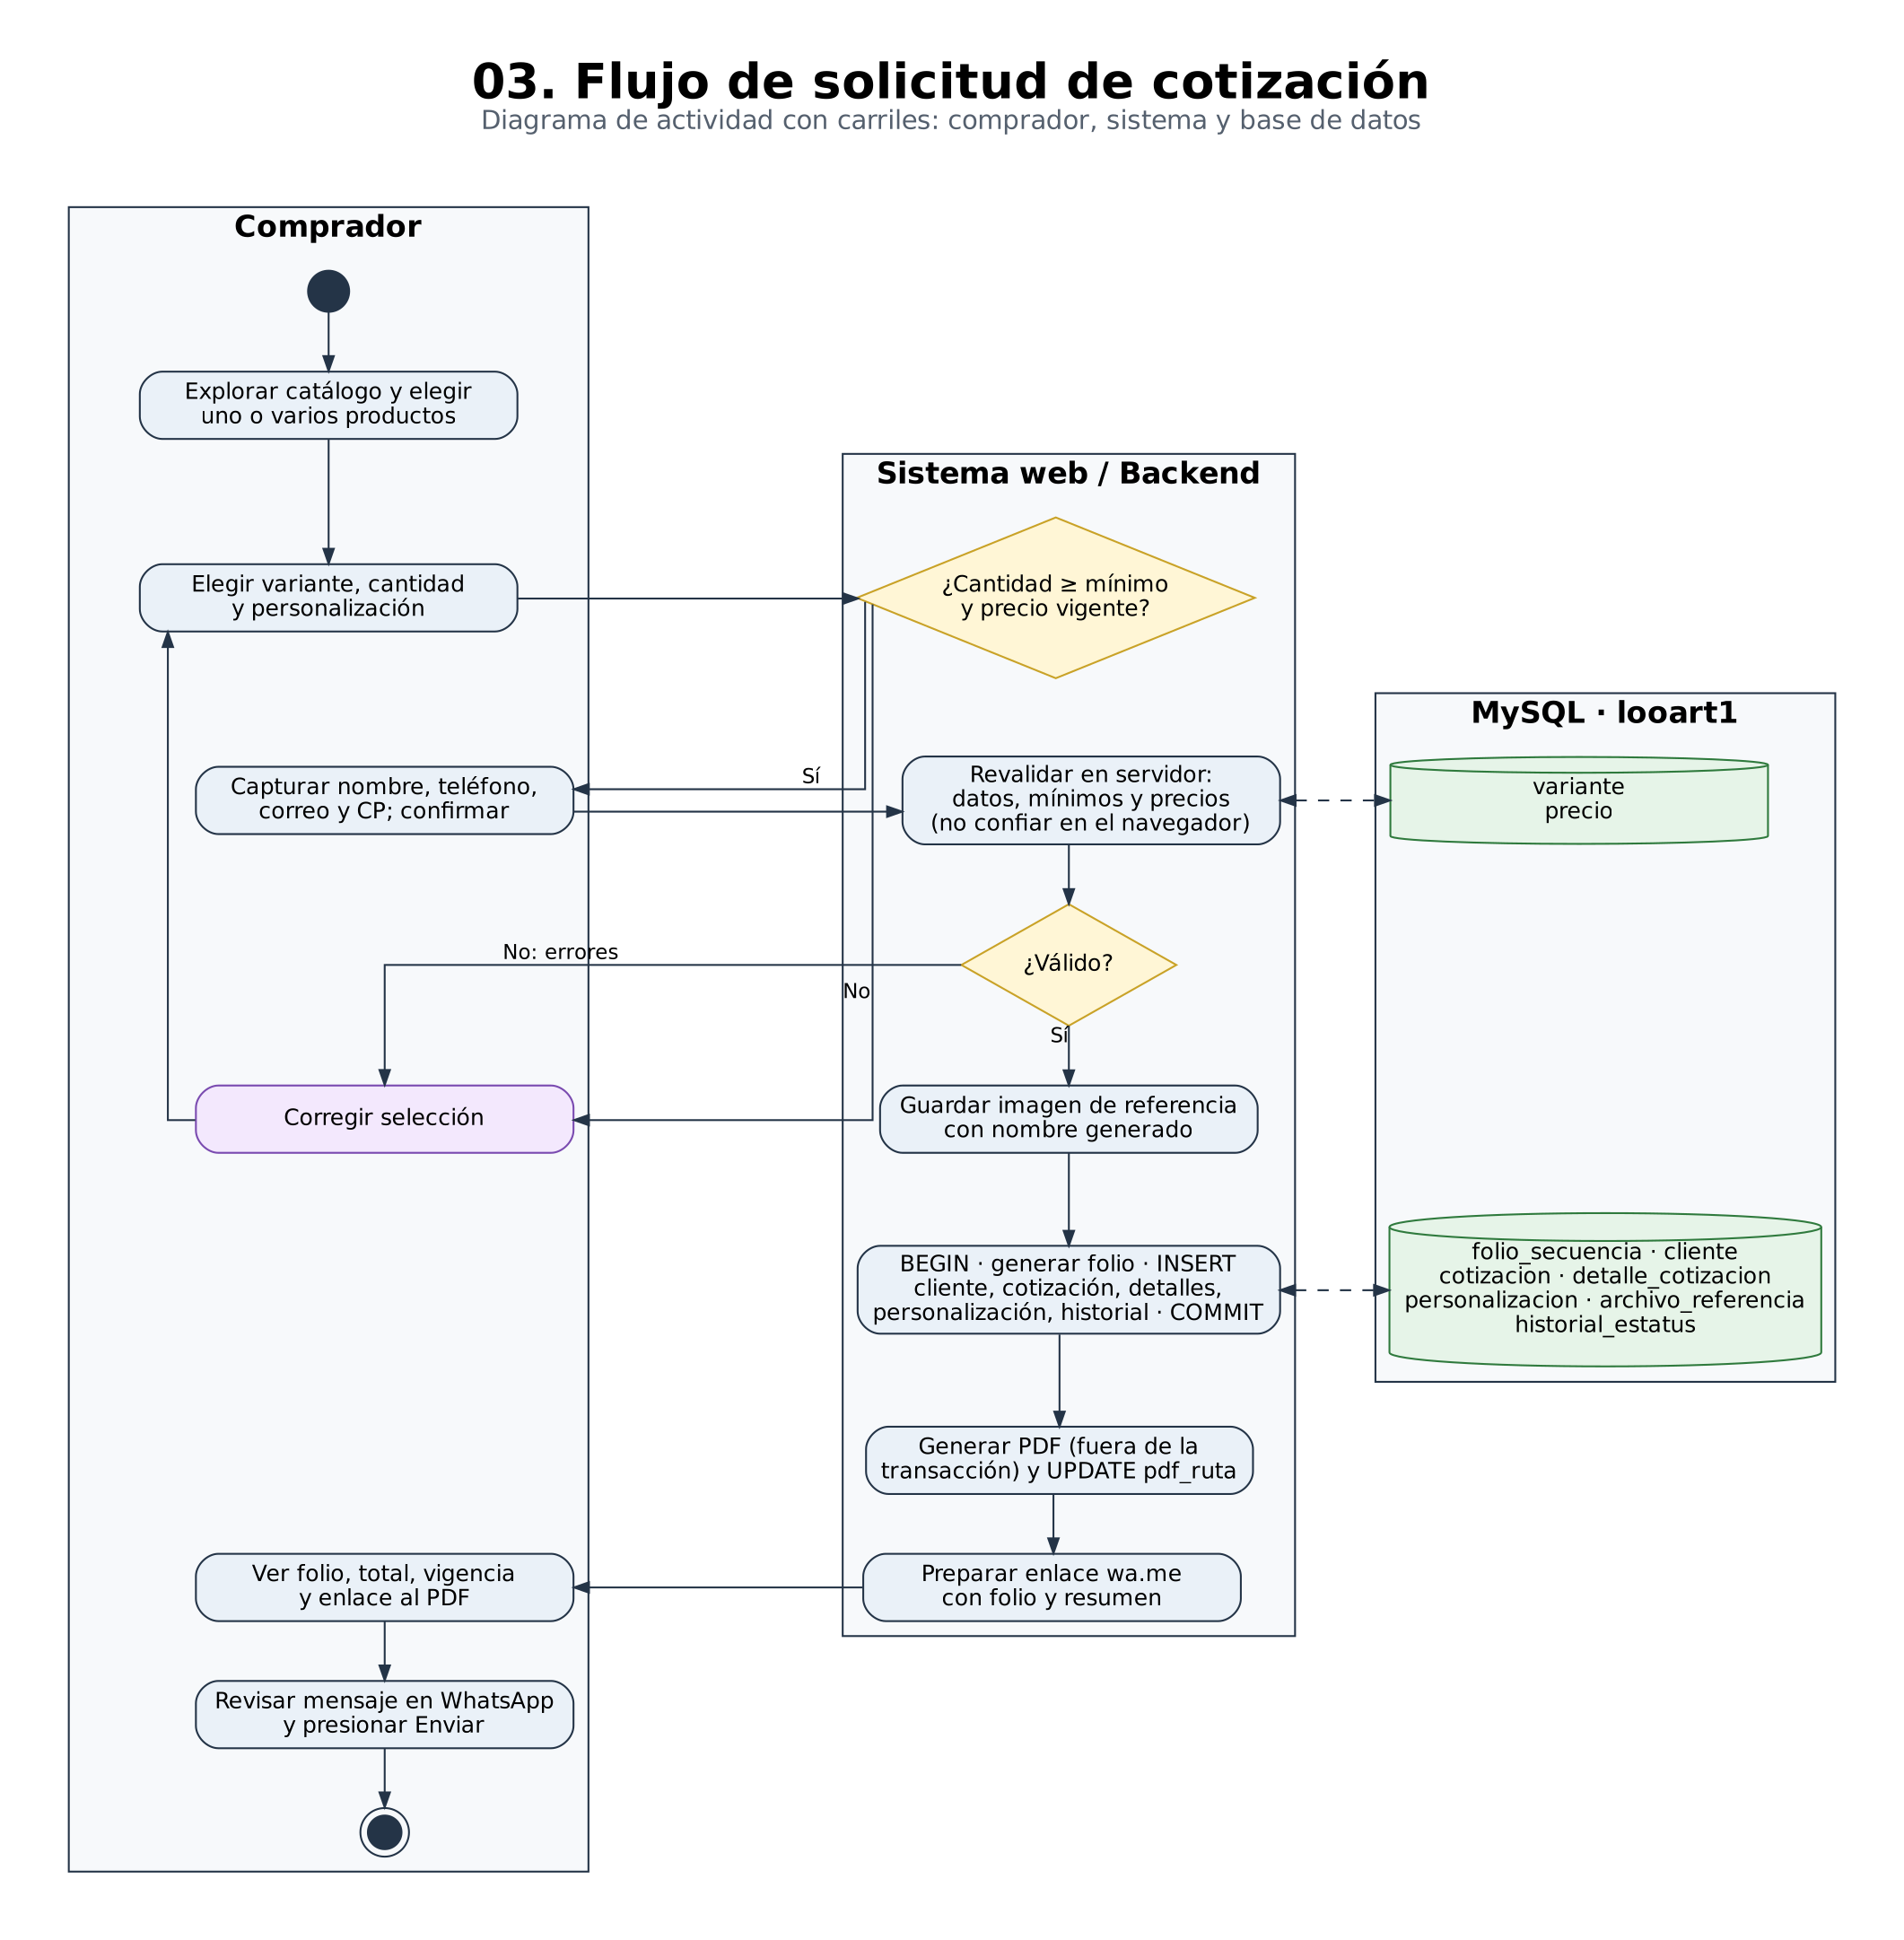 03. Flujo de solicitud de cotización
Diagrama de actividad con carriles: comprador, sistema y base de datos
Comprador
Explorar catálogo y elegir
uno o varios productos
Elegir variante, cantidad
y personalización
Sistema web / Backend
¿Cantidad ≥ mínimo
y precio vigente?
MySQL · looart1
Sí
Capturar nombre, teléfono,
correo y CP; confirmar
Revalidar en servidor:
datos, mínimos y precios
(no confiar en el navegador)
variante
precio
No: errores
¿Válido?
No
Sí
Corregir selección
Guardar imagen de referencia
con nombre generado
BEGIN · generar folio · INSERT
cliente, cotización, detalles,
personalización, historial · COMMIT
folio_secuencia · cliente
cotizacion · detalle_cotizacion
personalizacion · archivo_referencia
historial_estatus
Generar PDF (fuera de la
transacción) y UPDATE pdf_ruta
Ver folio, total, vigencia
y enlace al PDF
Preparar enlace wa.me
con folio y resumen
Revisar mensaje en WhatsApp
y presionar Enviar